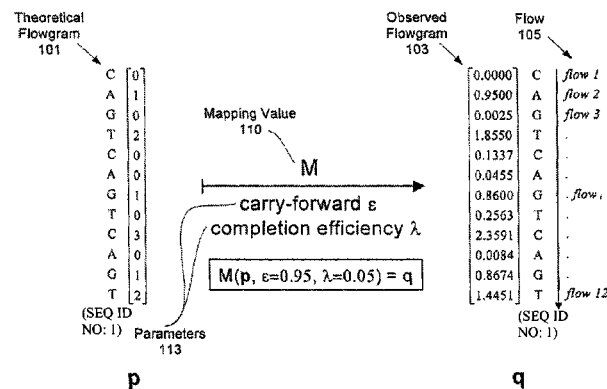 Theoretical
Flowgram
101
C 0
A 1
G 0
T 2
C 0
A 0
G 1
T 0
C 3
A 0
G 1
T 2
(SEQ ID
NO: 1)
p
Mapping Value
110
M
carry-forward ε
completion efficiency λ
M(p, ε=0.95, λ=0.05) = q
Parameters
113
Observed
Flowgram
103
Flow
105
0.0000 C flow 1
0.9500 A flow 2
0.0025 G flow 3
1.8550 T .
0.1337 C .
0.0455 A .
0.8600 G . flow
0.2563 T .
2.3591 C .
0.0084 A .
0.8674 G .
1.4451 T flow 12
(SEQ ID
NO: 1)
q